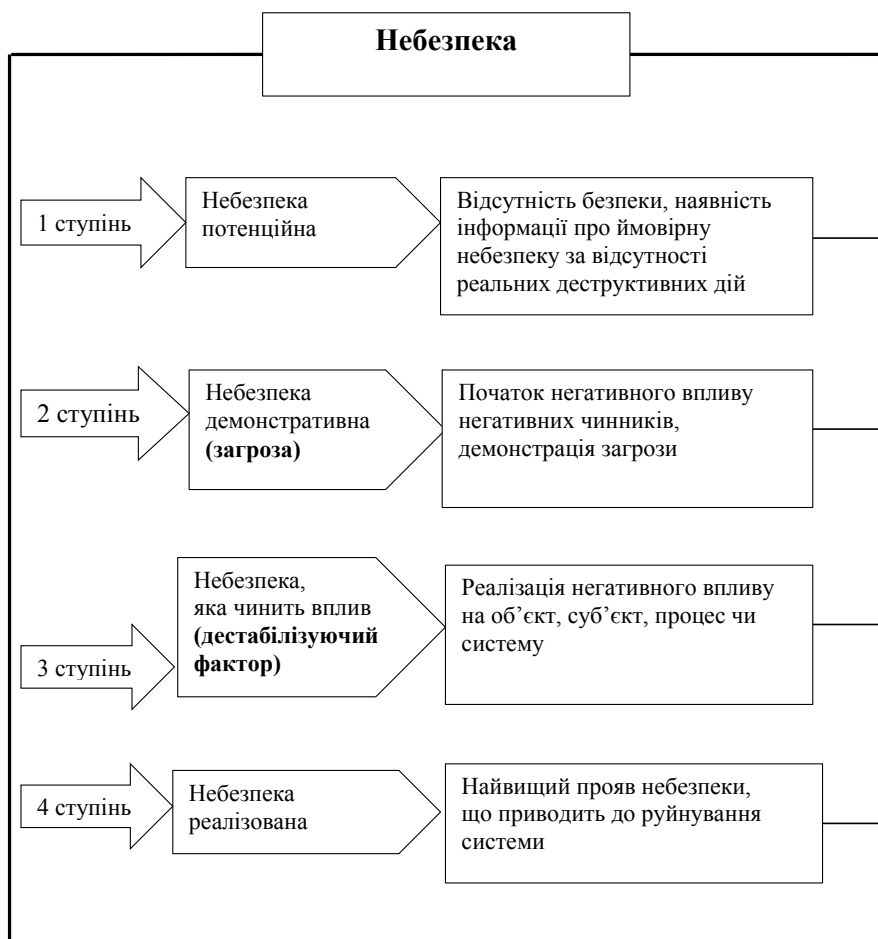 Небезпека
1 ступінь
Небезпека
потенційна
Відсутність безпеки, наявність
інформації про ймовірну
небезпеку за відсутності
реальних деструктивних дій
2 ступінь
Небезпека
демонстративна
(загроза)
Початок негативного впливу
негативних чинників,
демонстрація загрози
3 ступінь
Небезпека,
яка чинить вплив
(дестабілізуючий
фактор)
Реалізація негативного впливу
на об’єкт, суб’єкт, процес чи
систему
4 ступінь
Небезпека
реалізована
Найвищий прояв небезпеки,
що приводить до руйнування
системи